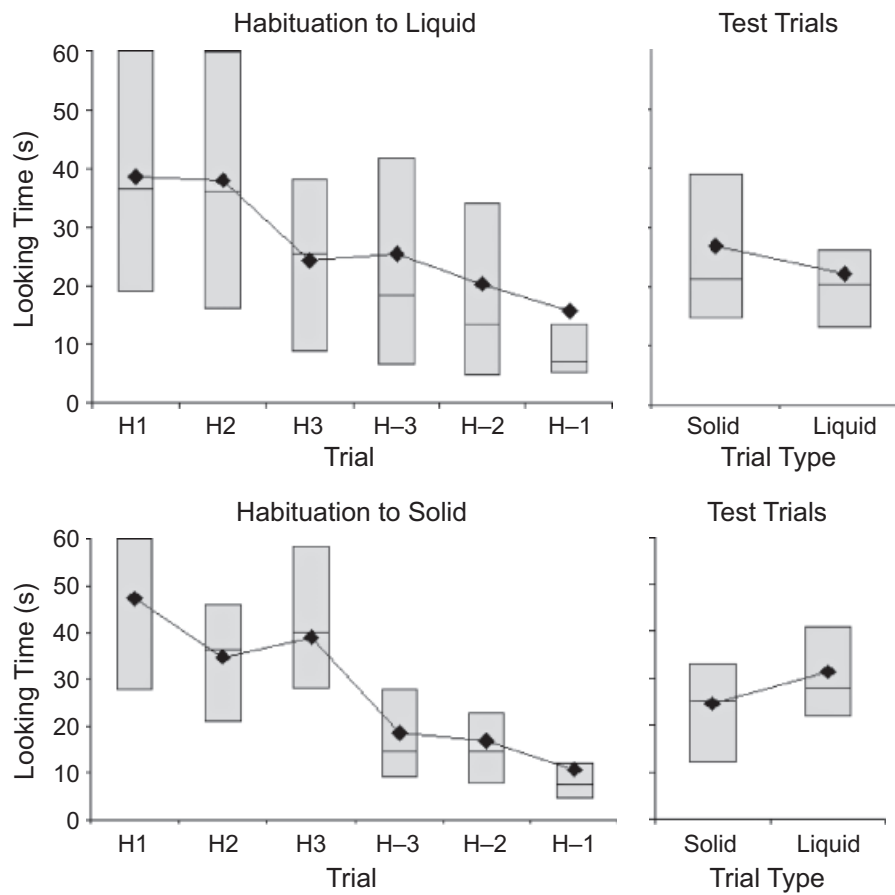 Habituation to Liquid
Test Trials
Looking Time (s)
60
50
40
30
20
10
0
H1 H2 H3 H–3 H–2 H–1
Trial
Solid Liquid
Trial Type
Habituation to Solid
Test Trials
Looking Time (s)
60
50
40
30
20
10
0
H1 H2 H3 H–3 H–2 H–1
Trial
Solid Liquid
Trial Type